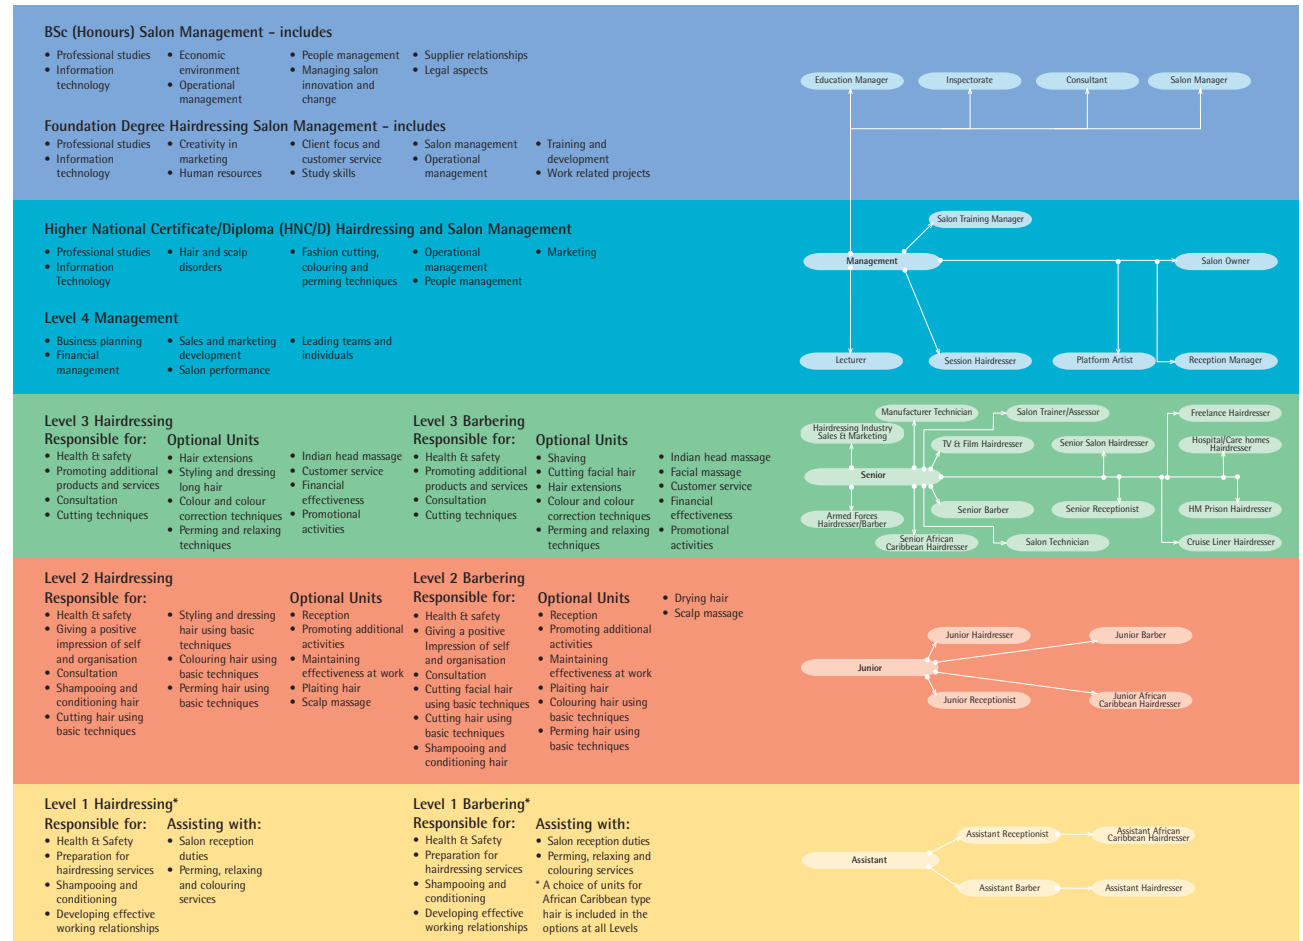 BSc (Honours) Salon Management - includes
• Professional studies
• Information
technology
• Economic
environment
• Operational
management
• People management
• Managing salon
innovation and
change
• Supplier relationships
• Legal aspects
Foundation Degree Hairdressing Salon Management - includes
• Professional studies
• Information
technology
• Creativity in
marketing
• Human resources
• Client focus and
customer service
• Study skills
• Salon management
• Operational
management
• Training and
development
• Work related projects
Education Manager
Inspectorate
Consultant
Salon Manager
Higher National Certificate/Diploma (HNC/D) Hairdressing and Salon Management
• Professional studies
• Information
Technology
• Hair and scalp
disorders
• Fashion cutting,
colouring and
perming techniques
• Operational
management
• People management
• Marketing
Level 4 Management
• Business planning
• Financial
management
• Sales and marketing
development
• Salon performance
• Leading teams and
individuals
Salon Training Manager
Management
Salon Owner
Lecturer
Session Hairdresser
Platform Artist
Reception Manager
Level 3 Hairdressing
Responsible for:
• Health & safety
• Promoting additional
products and services
• Consultation
• Cutting techniques
Optional Units
• Hair extensions
• Styling and dressing
long hair
• Colour and colour
correction techniques
• Perming and relaxing
techniques
• Indian head massage
• Customer service
• Financial
effectiveness
• Promotional
activities
Level 3 Barbering
Responsible for:
• Health & safety
• Promoting additional
products and services
• Consultation
• Cutting techniques
Optional Units
• Shaving
• Cutting facial hair
• Hair extensions
• Colour and colour
correction techniques
• Perming and relaxing
techniques
• Indian head massage
• Facial massage
• Customer service
• Financial
effectiveness
• Promotional
activities
Manufacturer Technician
Salon Trainer/Assessor
Freelance Hairdresser
Hairdressing Industry
Sales & Marketing
TV & Film Hairdresser
Senior Salon Hairdresser
Hospital/Care homes
Hairdresser
Senior
Armed Forces
Hairdresser/Barber
Senior Barber
Senior Receptionist
HM Prison Hairdresser
Senior African
Caribbean Hairdresser
Salon Technician
Cruise Liner Hairdresser
Level 2 Hairdressing
Responsible for:
• Health & safety
• Giving a positive
impression of self
and organisation
• Consultation
• Shampooing and
conditioning hair
• Cutting hair using
basic techniques
• Styling and dressing
hair using basic
techniques
• Colouring hair using
basic techniques
• Perming hair using
basic techniques
Optional Units
• Reception
• Promoting additional
activities
• Maintaining
effectiveness at work
• Plaiting hair
• Scalp massage
Level 2 Barbering
Responsible for:
• Health & safety
• Giving a positive
Impression of self
and organisation
• Consultation
• Cutting facial hair
using basic techniques
• Cutting hair using
basic techniques
• Shampooing and
conditioning hair
Optional Units
• Reception
• Promoting additional
activities
• Maintaining
effectiveness at work
• Plaiting hair
• Colouring hair using
basic techniques
• Perming hair using
basic techniques
• Drying hair
• Scalp massage
Junior Hairdresser
Junior Barber
Junior
Junior Receptionist
Junior African
Caribbean Hairdresser
Level 1 Hairdressing*
Responsible for:
• Health & Safety
• Preparation for
hairdressing services
• Shampooing and
conditioning
• Developing effective
working relationships
Assisting with:
• Salon reception
duties
• Perming, relaxing
and colouring
services
Level 1 Barbering*
Responsible for:
• Health & Safety
• Preparation for
hairdressing services
• Shampooing and
conditioning
• Developing effective
working relationships
Assisting with:
• Salon reception duties
• Perming, relaxing and
colouring services
* A choice of units for
African Caribbean type
hair is included in the
options at all Levels
Assistant Receptionist
Assistant African
Caribbean Hairdresser
Assistant
Assistant Barber
Assistant Hairdresser